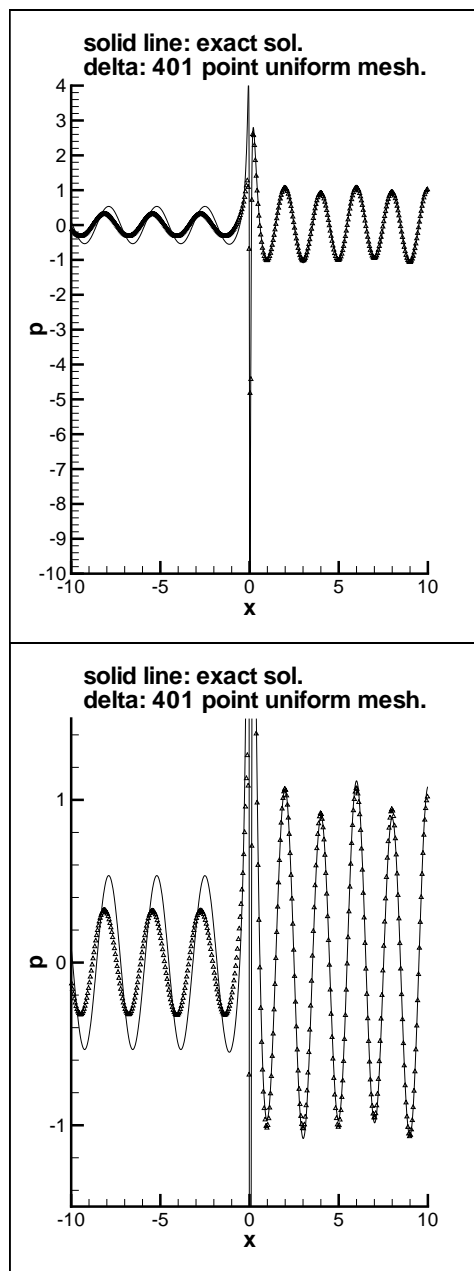 solid line: exact sol.
delta: 401 point uniform mesh.
4
3
2
1
0
-1
-2
-3
-4
-5
-6
-7
-8
-9
-10
p
-10 -5 0 5 10
x
solid line: exact sol.
delta: 401 point uniform mesh.
1
0
-1
p
-10 -5 0 5 10
x